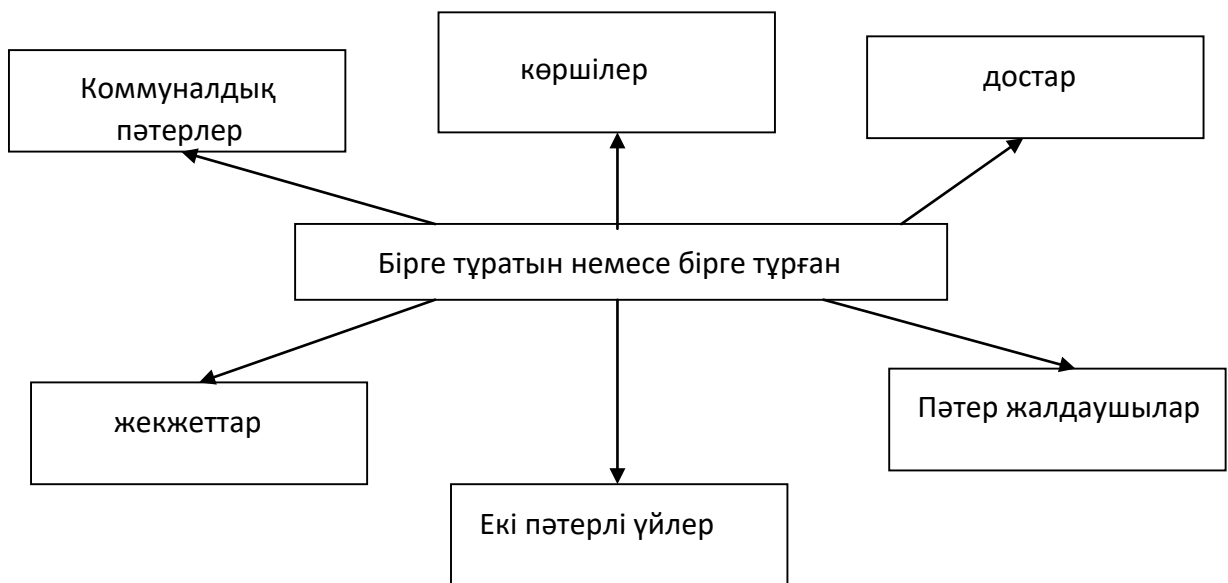 Коммуналдық
пәтерлер
көршілер
достар
Бірге тұратын немесе бірге тұрған
жекжеттар
Пәтер жалдаушылар
Екі пәтерлі үйлер